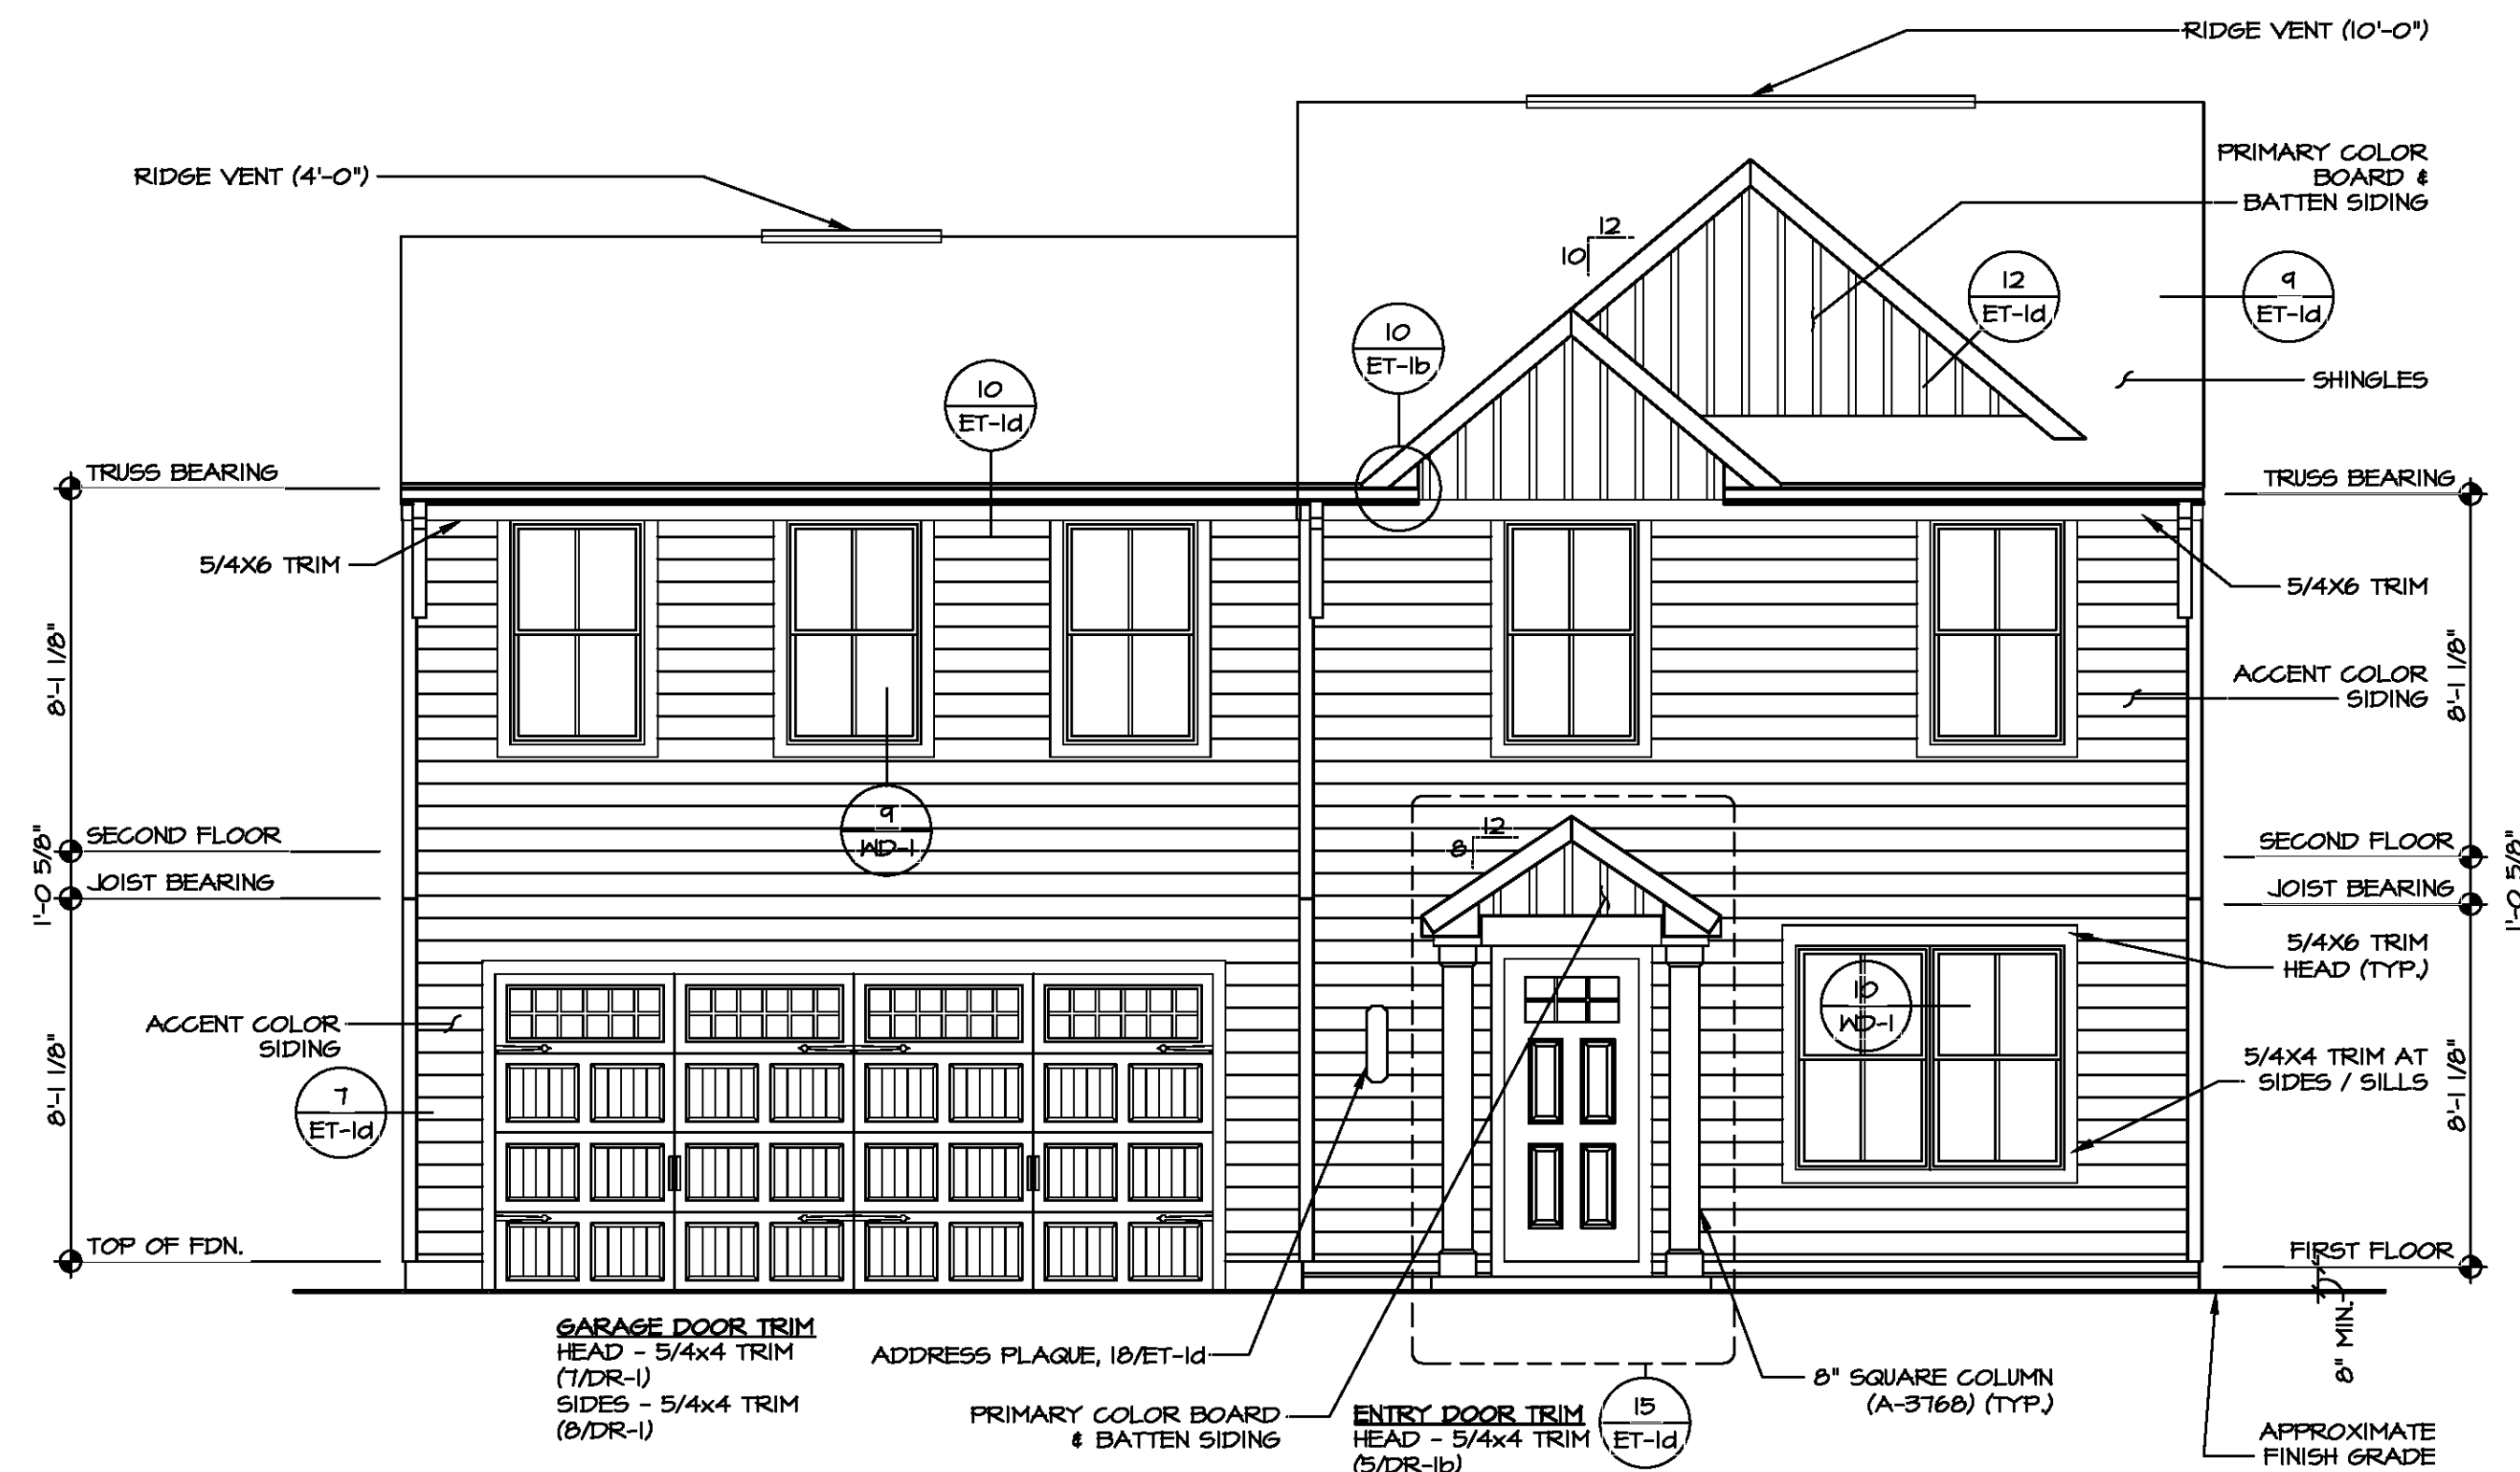 RIDGE VENT (10'-0")
PRIMARY COLOR
BOARD &
BATTEN SIDING
RIDGE VENT (4'-0")
12
10
12
ET-1d
9
ET-1d
10
ET-1b
10
ET-1d
SHINGLES
TRUSS BEARING
TRUSS BEARING
5/4X6 TRIM
5/4X6 TRIM
8'-1 1/8"
8'-1 1/8"
ACCENT COLOR
SIDING
9
WD-1
12
8
SECOND FLOOR
SECOND FLOOR
1'-0 5/8"
1'-0 5/8"
JOIST BEARING
JOIST BEARING
5/4X6 TRIM
HEAD (TYP.)
10
WD-1
ACCENT COLOR
SIDING
5/4X4 TRIM AT
SIDES / SILLS
8'-1 1/8"
8'-1 1/8"
7
ET-1d
TOP OF FDN.
FIRST FLOOR
8" MIN.
GARAGE DOOR TRIM
HEAD - 5/4x4 TRIM
(7/DR-1)
SIDES - 5/4x4 TRIM
(8/DR-1)
ADDRESS PLAQUE, 18/ET-1d
PRIMARY COLOR BOARD
& BATTEN SIDING
ENTRY DOOR TRIM
HEAD - 5/4x4 TRIM
(5/DR-1b)
15
ET-1d
8" SQUARE COLUMN
(A-3768) (TYP.)
APPROXIMATE
FINISH GRADE